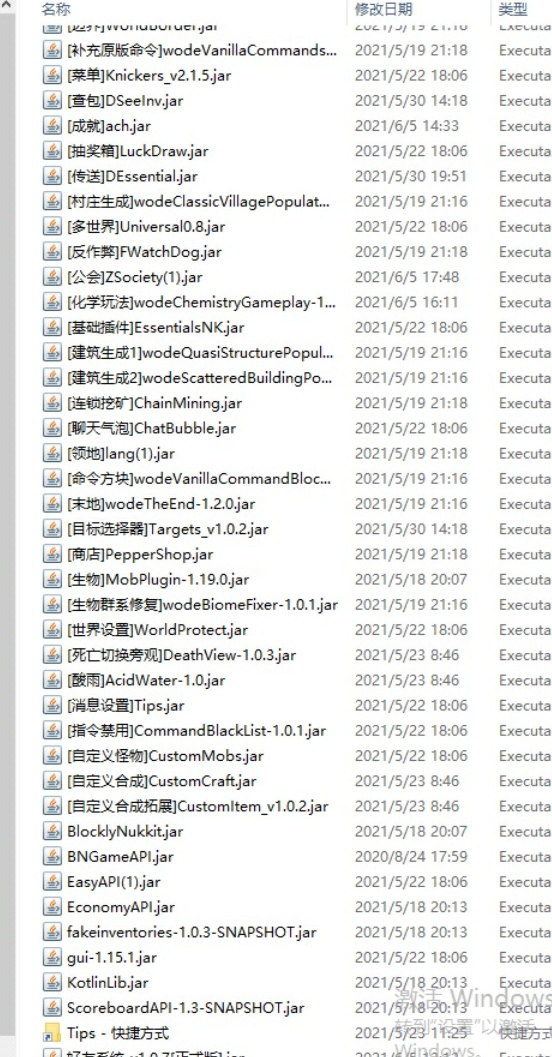 名称 修改日期 类型
[边界]WorldBorder.jar 2021/5/19 21:18 Executa
[补充原版命令]wodeVanillaCommands... 2021/5/19 21:18 Executa
[菜单]Knickers_v2.1.5.jar 2021/5/22 18:06 Executa
[查包]DSeeInv.jar 2021/5/30 14:18 Executa
[成就]ach.jar 2021/6/5 14:33 Executa
[抽奖箱]LuckDraw.jar 2021/5/22 18:06 Executa
[传送]DEssential.jar 2021/5/30 19:51 Executa
[村庄生成]wodeClassicVillagePopulat... 2021/5/19 21:16 Executa
[多世界]Universal0.8.jar 2021/5/22 18:06 Executa
[反作弊]FWatchDog.jar 2021/5/19 21:18 Executa
[公会]ZSociety(1).jar 2021/6/5 17:48 Executa
[化学玩法]wodeChemistryGameplay-1... 2021/6/5 16:11 Executa
[基础插件]EssentialsNK.jar 2021/5/22 18:06 Executa
[建筑生成1]wodeQuasiStructurePopul... 2021/5/19 21:16 Executa
[建筑生成2]wodeScatteredBuildingPo... 2021/5/19 21:16 Executa
[连锁挖矿]ChainMining.jar 2021/5/19 21:18 Executa
[聊天气泡]ChatBubble.jar 2021/5/22 18:06 Executa
[领地]lang(1).jar 2021/5/19 21:18 Executa
[命令方块]wodeVanillaCommandBloc... 2021/5/19 21:16 Executa
[末地]wodeTheEnd-1.2.0.jar 2021/5/19 21:16 Executa
[目标选择器]Targets_v1.0.2.jar 2021/5/30 14:18 Executa
[商店]PepperShop.jar 2021/5/19 21:18 Executa
[生物]MobPlugin-1.19.0.jar 2021/5/18 20:07 Executa
[生物群系修复]wodeBiomeFixer-1.0.1.jar 2021/5/19 21:16 Executa
[世界设置]WorldProtect.jar 2021/5/22 18:06 Executa
[死亡切换旁观]DeathView-1.0.3.jar 2021/5/23 8:46 Executa
[酸雨]AcidWater-1.0.jar 2021/5/23 8:46 Executa
[消息设置]Tips.jar 2021/5/22 18:06 Executa
[指令禁用]CommandBlackList-1.0.1.jar 2021/5/22 18:06 Executa
[自定义怪物]CustomMobs.jar 2021/5/22 18:06 Executa
[自定义合成]CustomCraft.jar 2021/5/23 8:46 Executa
[自定义合成拓展]CustomItem_v1.0.2.jar 2021/5/23 8:46 Executa
BlocklyNukkit.jar 2021/5/18 20:07 Executa
BNGameAPI.jar 2020/8/24 17:59 Executa
EasyAPI(1).jar 2021/5/22 18:06 Executa
EconomyAPI.jar 2021/5/18 20:13 Executa
fakeinventories-1.0.3-SNAPSHOT.jar 2021/5/18 20:13 Executa
gui-1.15.1.jar 2021/5/22 18:06 Executa
KotlinLib.jar 2021/5/18 20:13 Executa
ScoreboardAPI-1.3-SNAPSHOT.jar 2021/5/18 20:13 Executa
Tips - 快捷方式 2021/5/23 11:25 快捷方式
激活 Windows
转到"设置"以激活
Windows。